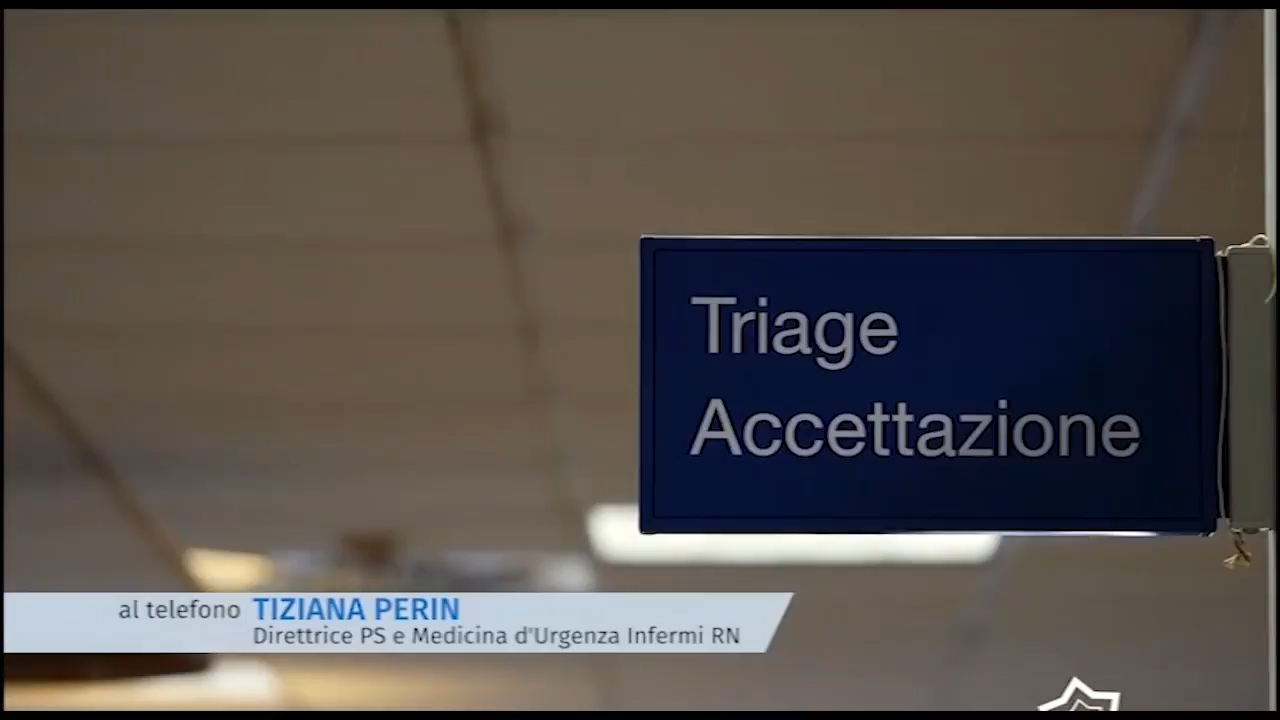 Triage
Accettazione
al telefono TIZIANA PERIN
Direttrice PS e Medicina d'Urgenza Infermi RN